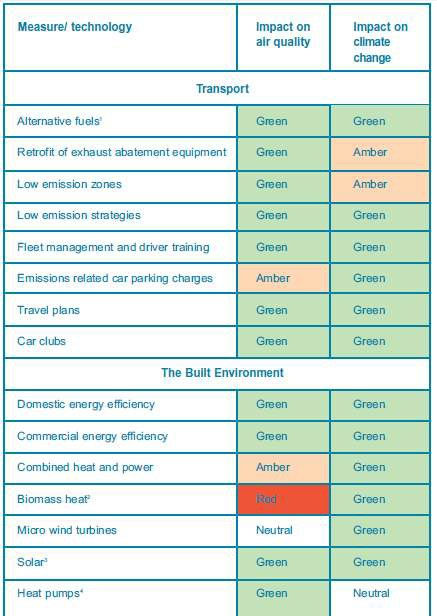 Measure/ technology Impact on air quality Impact on climate change
Transport
Alternative fuels¹ Green Green
Retrofit of exhaust abatement equipment Green Amber
Low emission zones Green Amber
Low emission strategies Green Green
Fleet management and driver training Green Green
Emissions related car parking charges Amber Green
Travel plans Green Green
Car clubs Green Green
The Built Environment
Domestic energy efficiency Green Green
Commercial energy efficiency Green Green
Combined heat and power Amber Green
Biomass heat² Red Green
Micro wind turbines Neutral Green
Solar³ Green Green
Heat pumps⁴ Green Neutral